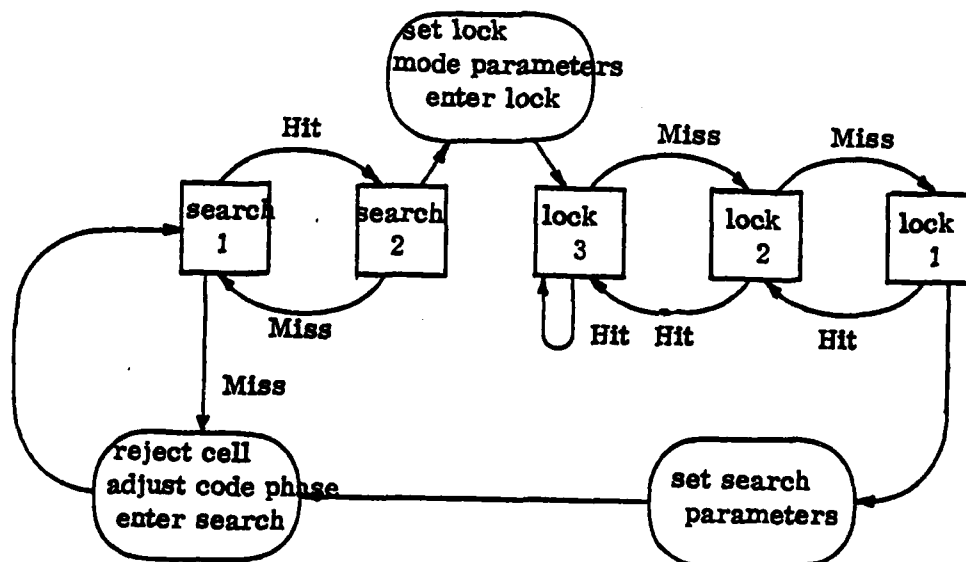 set lock
mode parameters
enter lock
Hit
Miss
Miss
search
1
search
2
lock
3
lock
2
lock
1
Miss
Hit
Hit
Hit
Miss
reject cell
adjust code phase
enter search
set search
parameters